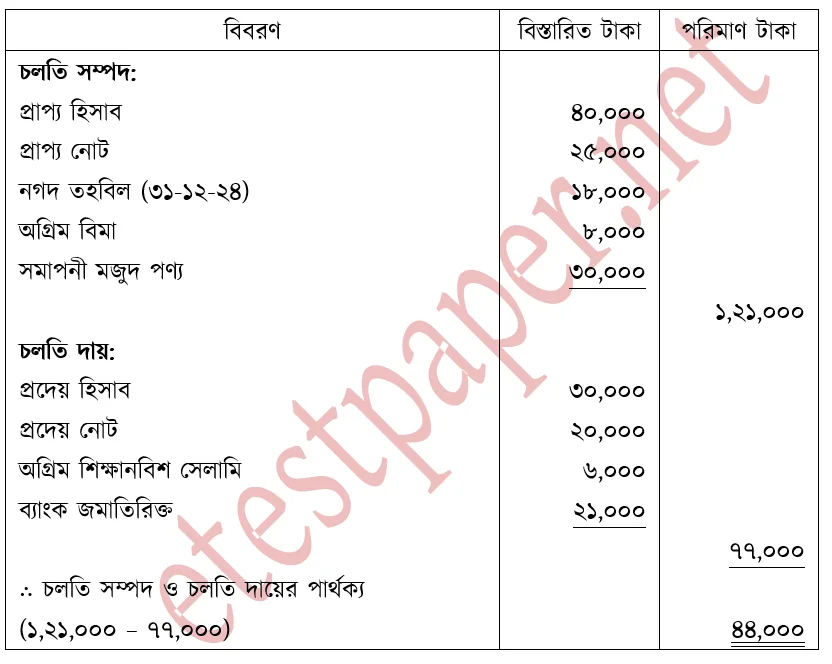 বিবরণ বিস্তারিত টাকা পরিমাণ টাকা
চলতি সম্পদ:
প্রাপ্য হিসাব ৪০,০০০
প্রাপ্য নোট ২৫,০০০
নগদ তহবিল (৩১-১২-২৪) ১৮,০০০
অগ্রিম বিমা ৮,০০০
সমাপনী মজুদ পণ্য ৩০,০০০
১,২১,০০০
চলতি দায়:
প্রদেয় হিসাব ৩০,০০০
প্রদেয় নোট ২০,০০০
অগ্রিম শিক্ষানবিশ সেলামি ৬,০০০
ব্যাংক জমাতিরিক্ত ২১,০০০
৭৭,০০০
∴ চলতি সম্পদ ও চলতি দায়ের পার্থক্য
(১,২১,০০০ – ৭৭,০০০) ৪৪,০০০
etestpaper.net